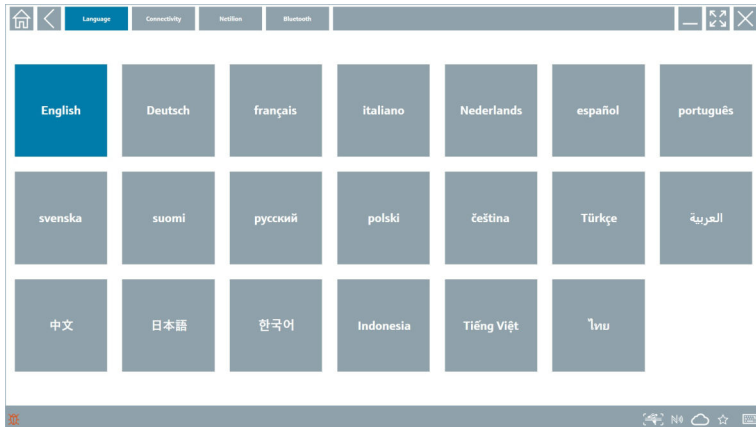 Language Connectivity Netilion Bluetooth
English Deutsch français italiano Nederlands español português
svenska suomi русский polski čeština Türkçe العربية
中文 日本語 한국어 Indonesia Tiếng Việt ไทย